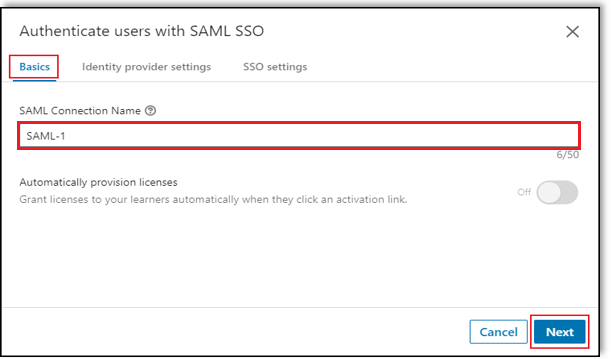 Authenticate users with SAML SSO
Basics Identity provider settings SSO settings
SAML Connection Name
SAML-1
6/50
Automatically provision licenses
Off
Grant licenses to your learners automatically when they click an activation link.
Cancel Next